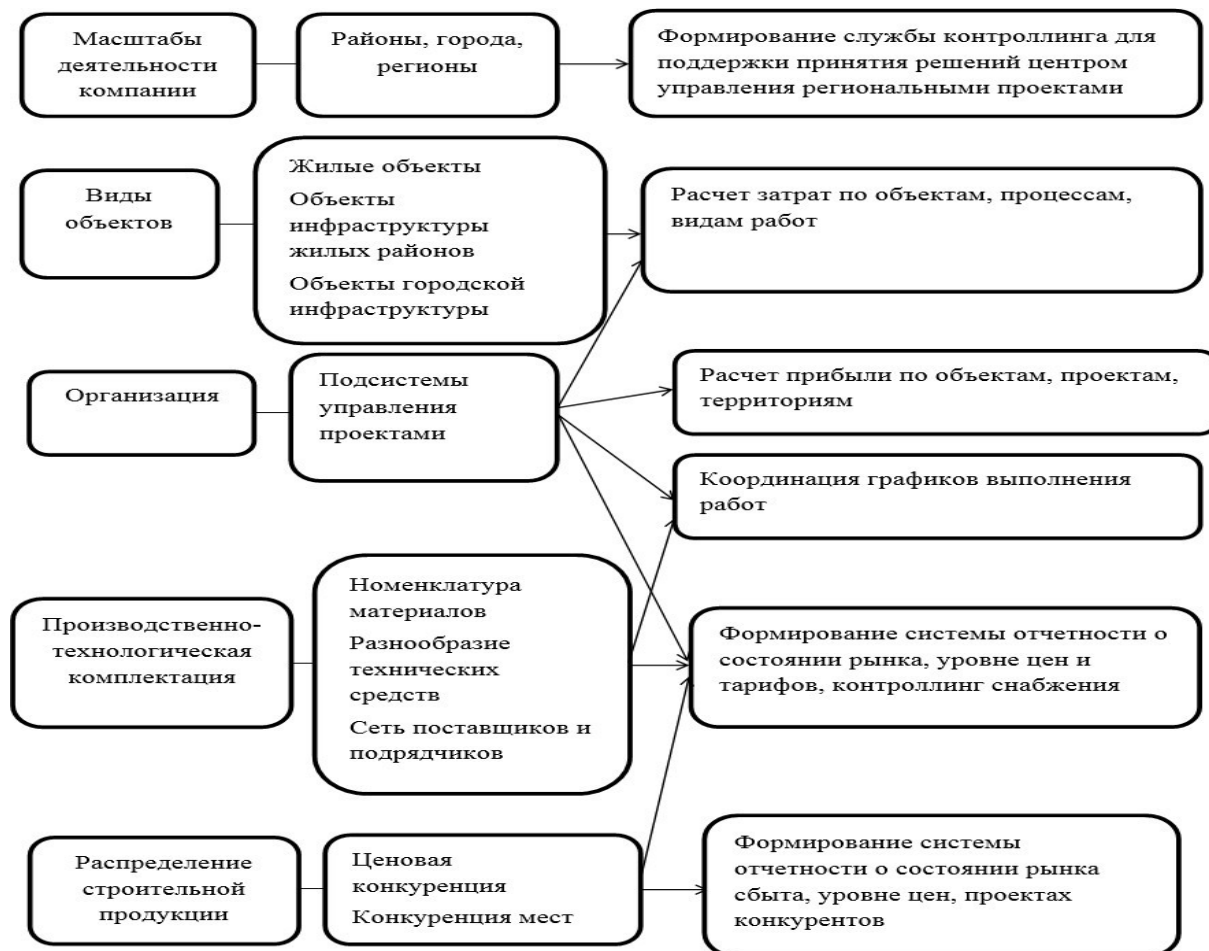 Масштабы
деятельности
компании
Районы, города,
регионы
Формирование службы контроллинга для
поддержки принятия решений центром
управления региональными проектами
Виды
объектов
Жилые объекты
Объекты
инфраструктуры
жилых районов
Объекты городской
инфраструктуры
Расчет затрат по объектам, процессам,
видам работ
Организация
Подсистемы
управления
проектами
Расчет прибыли по объектам, проектам,
территориям
Координация графиков выполнения
работ
Производственно-
технологическая
комплектация
Номенклатура
материалов
Разнообразие
технических
средств
Сеть поставщиков и
подрядчиков
Формирование системы отчетности о
состоянии рынка, уровне цен и
тарифов, контроллинг снабжения
Распределение
строительной
продукции
Ценовая
конкуренция
Конкуренция мест
Формирование системы
отчетности о состоянии рынка
сбыта, уровне цен, проектах
конкурентов